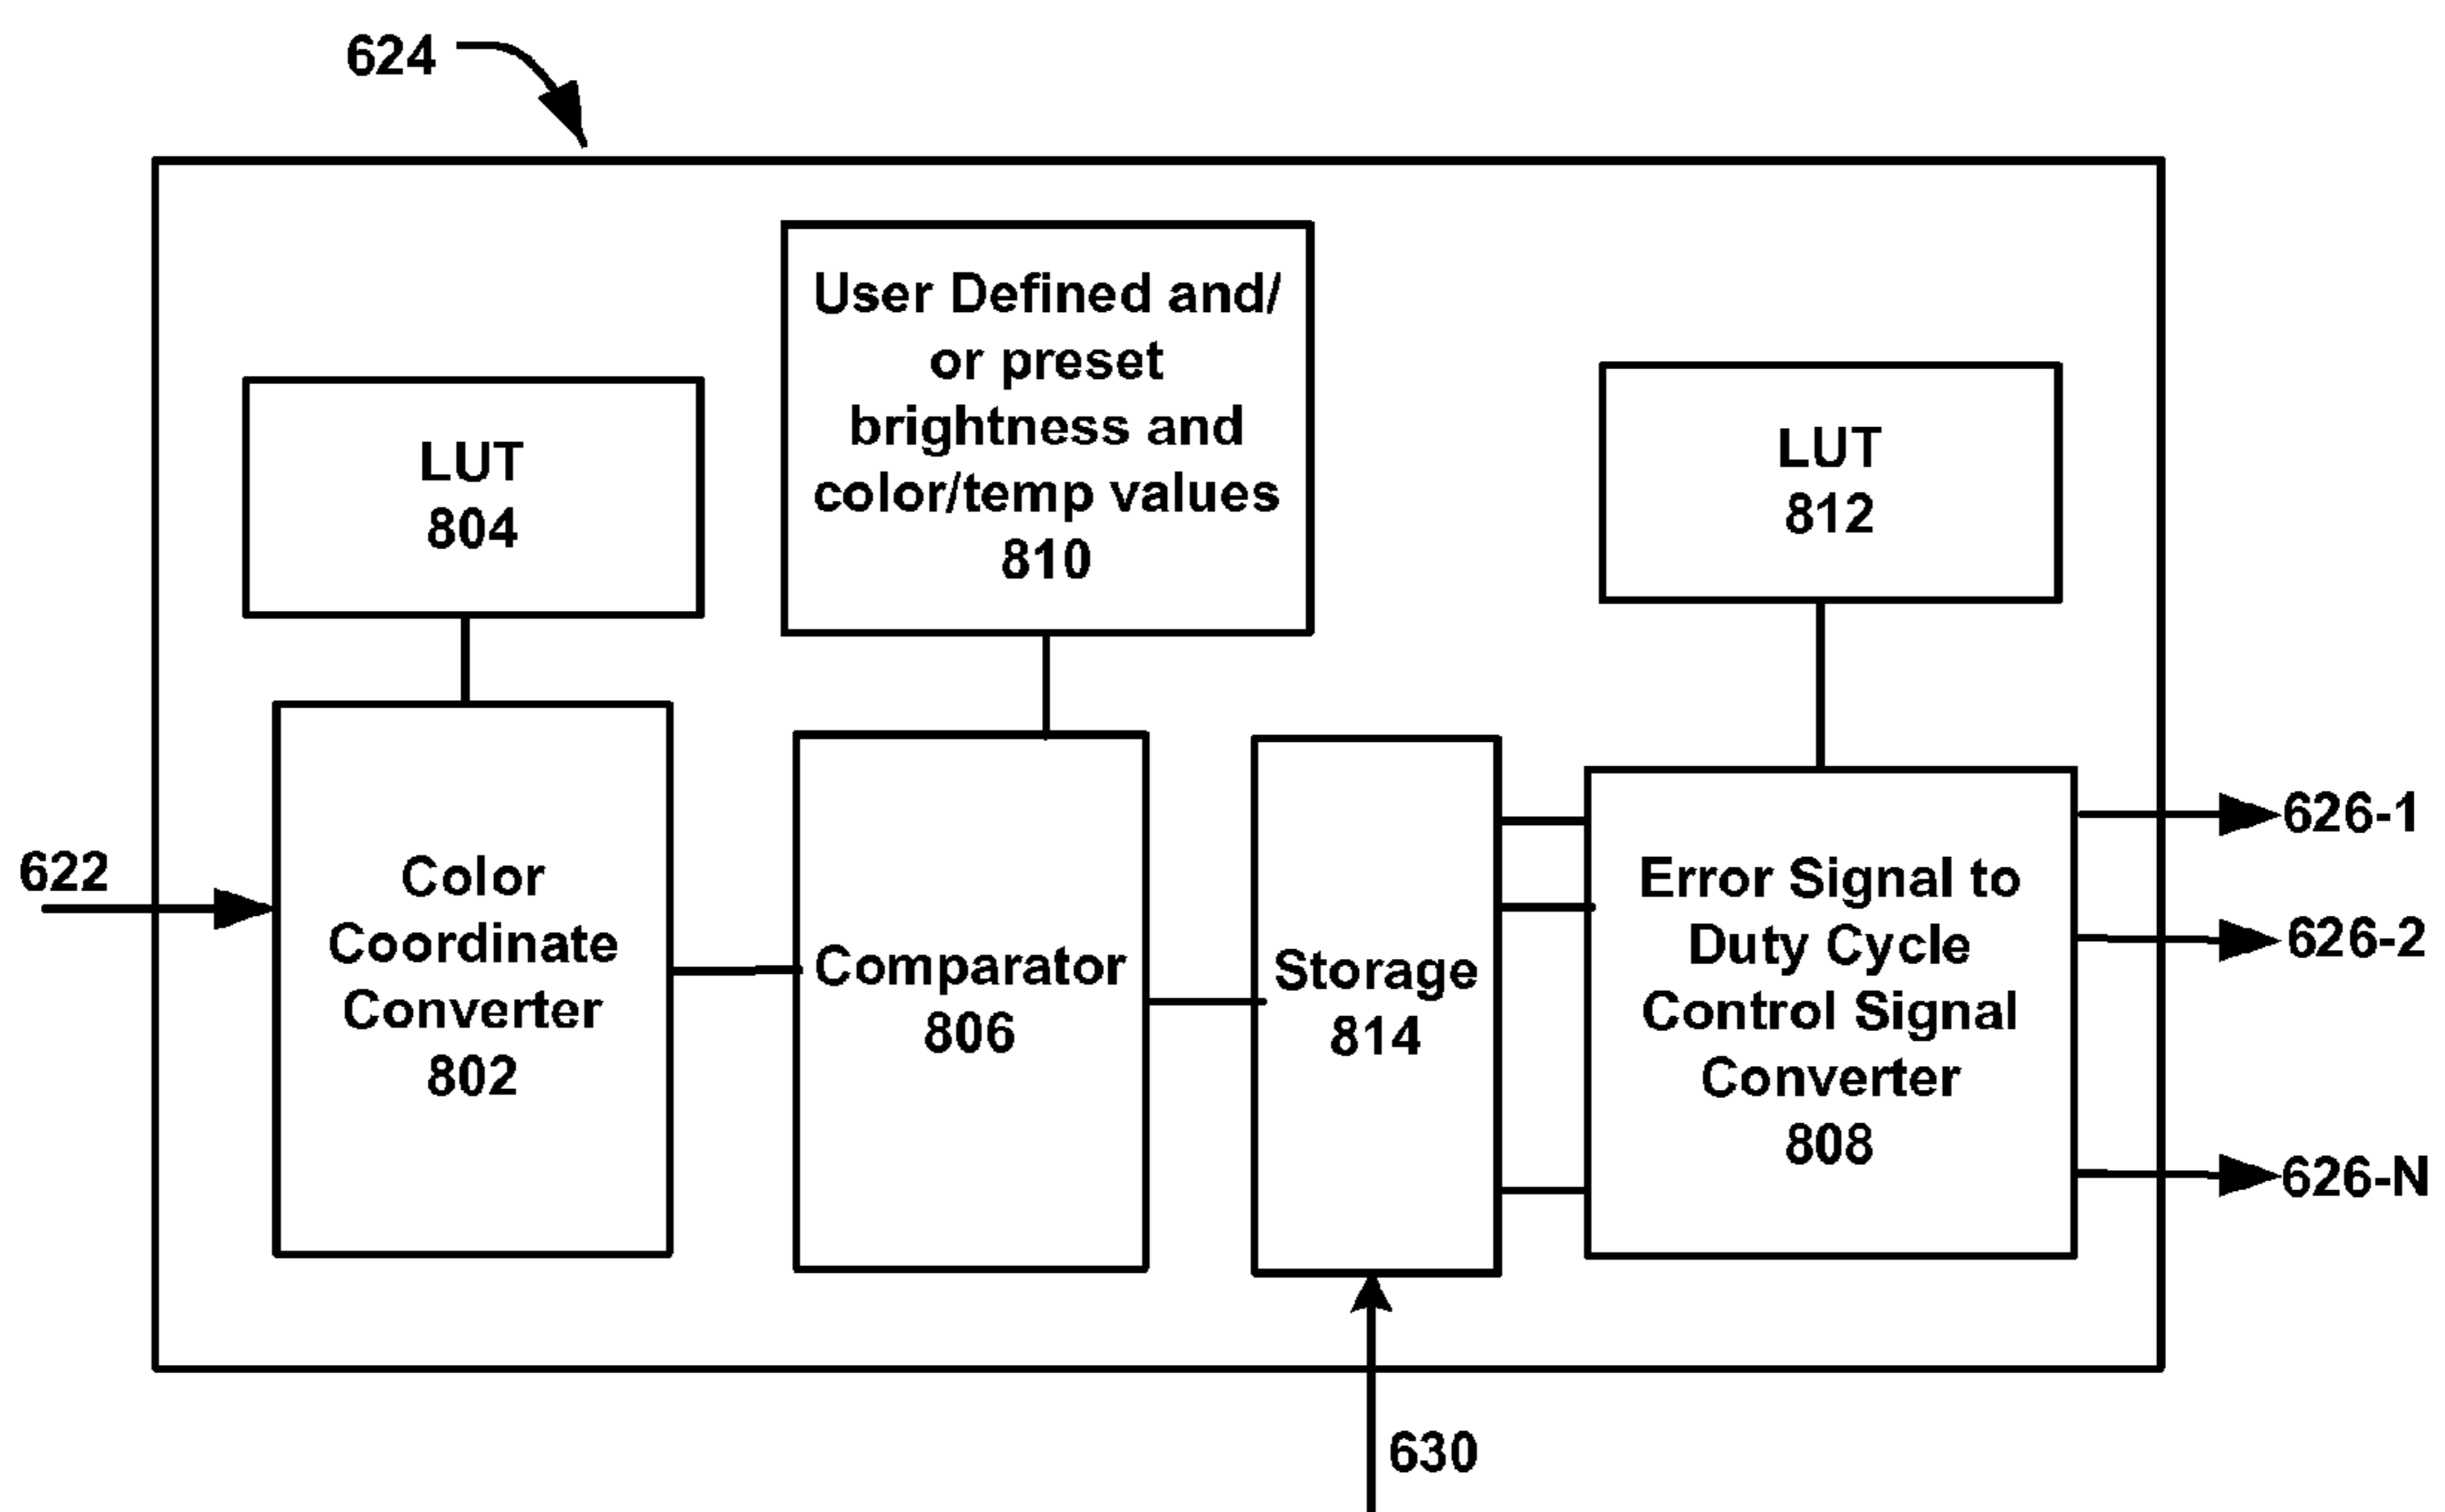 624
User Defined and/
or preset
brightness and
color/temp values
810
LUT
804
LUT
812
622
Color
Coordinate
Converter
802
Comparator
806
Storage
814
Error Signal to
Duty Cycle
Control Signal
Converter
808
626-1
626-2
626-N
630